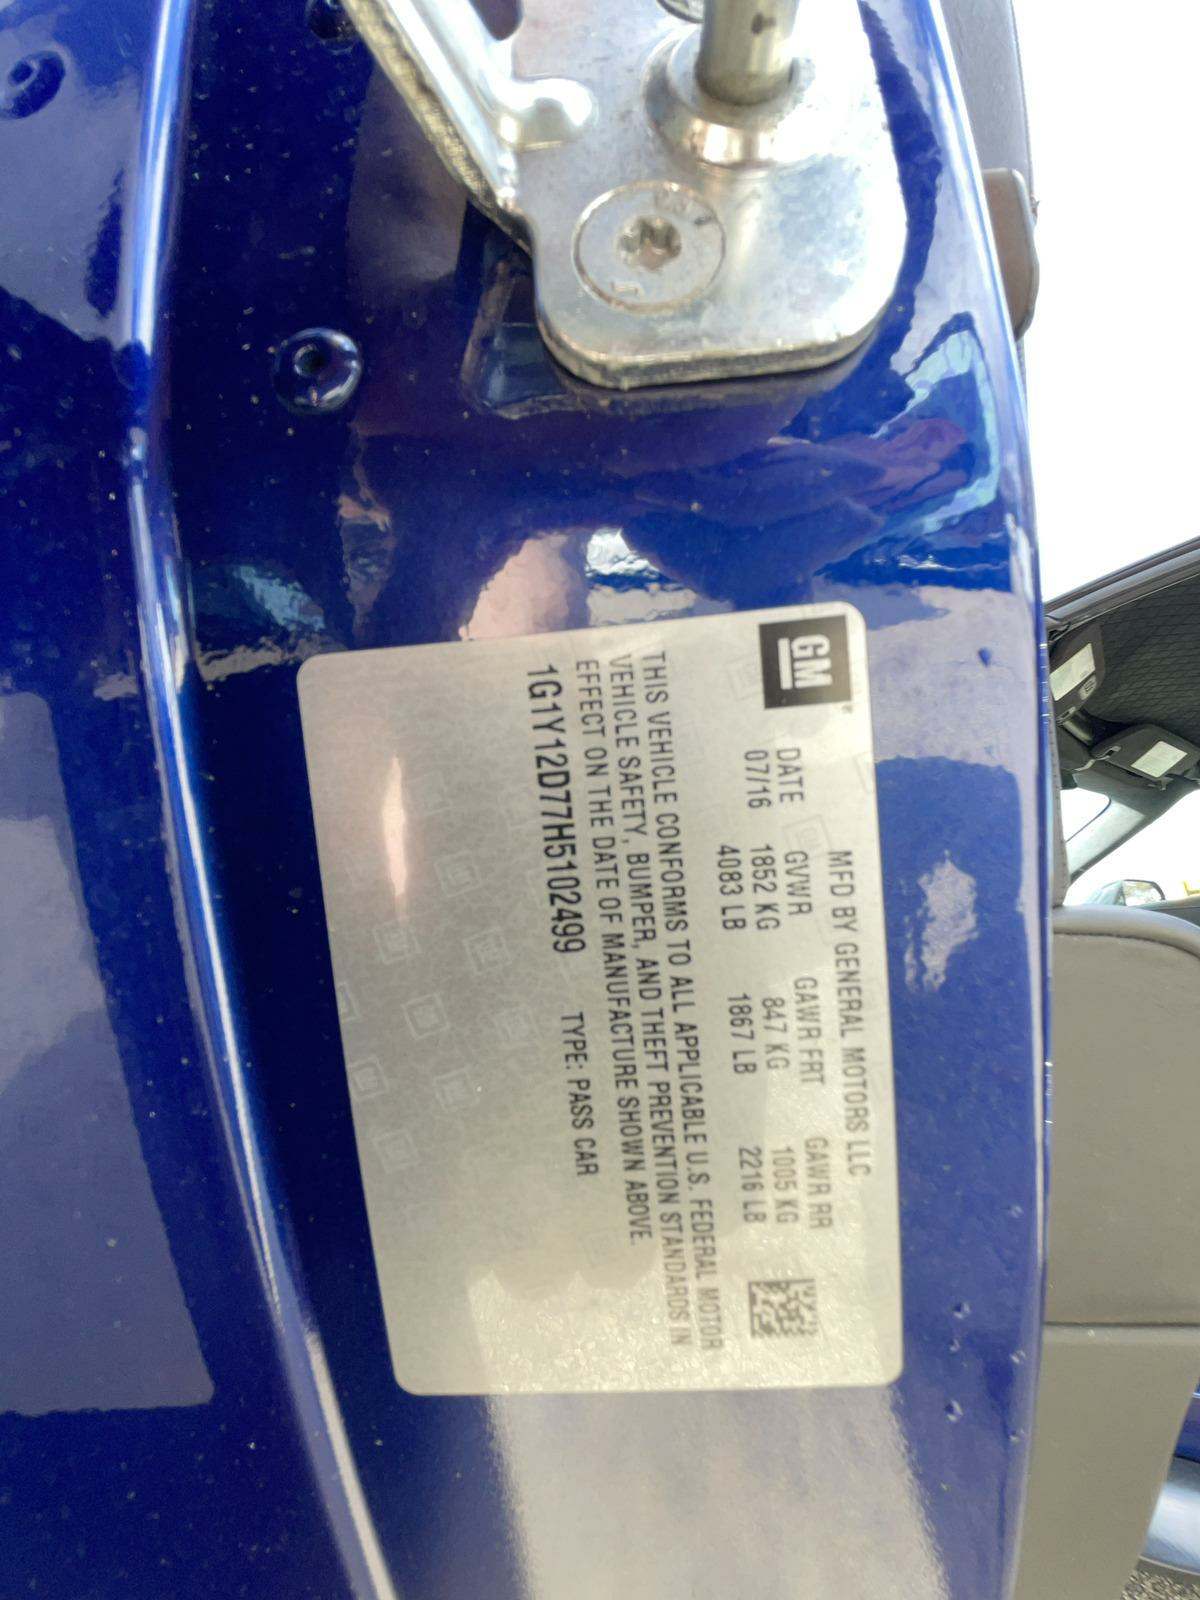 GM
MFD BY GENERAL MOTORS LLC
DATE GVWR GAWR FRT GAWR RR
07/16 1852 KG 847 KG 1005 KG
4083 LB 1867 LB 2216 LB
THIS VEHICLE CONFORMS TO ALL APPLICABLE U.S. FEDERAL MOTOR
VEHICLE SAFETY, BUMPER, AND THEFT PREVENTION STANDARDS IN
EFFECT ON THE DATE OF MANUFACTURE SHOWN ABOVE.
1G1Y12D77H5102499 TYPE: PASS CAR